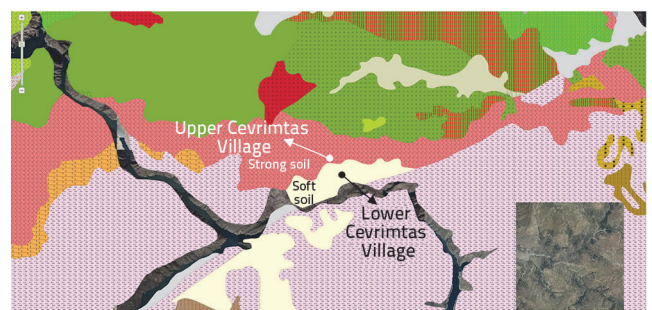 Upper Cevrimtas
Village
Strong soil
Soft
soil
Lower
Cevrimtas
Village